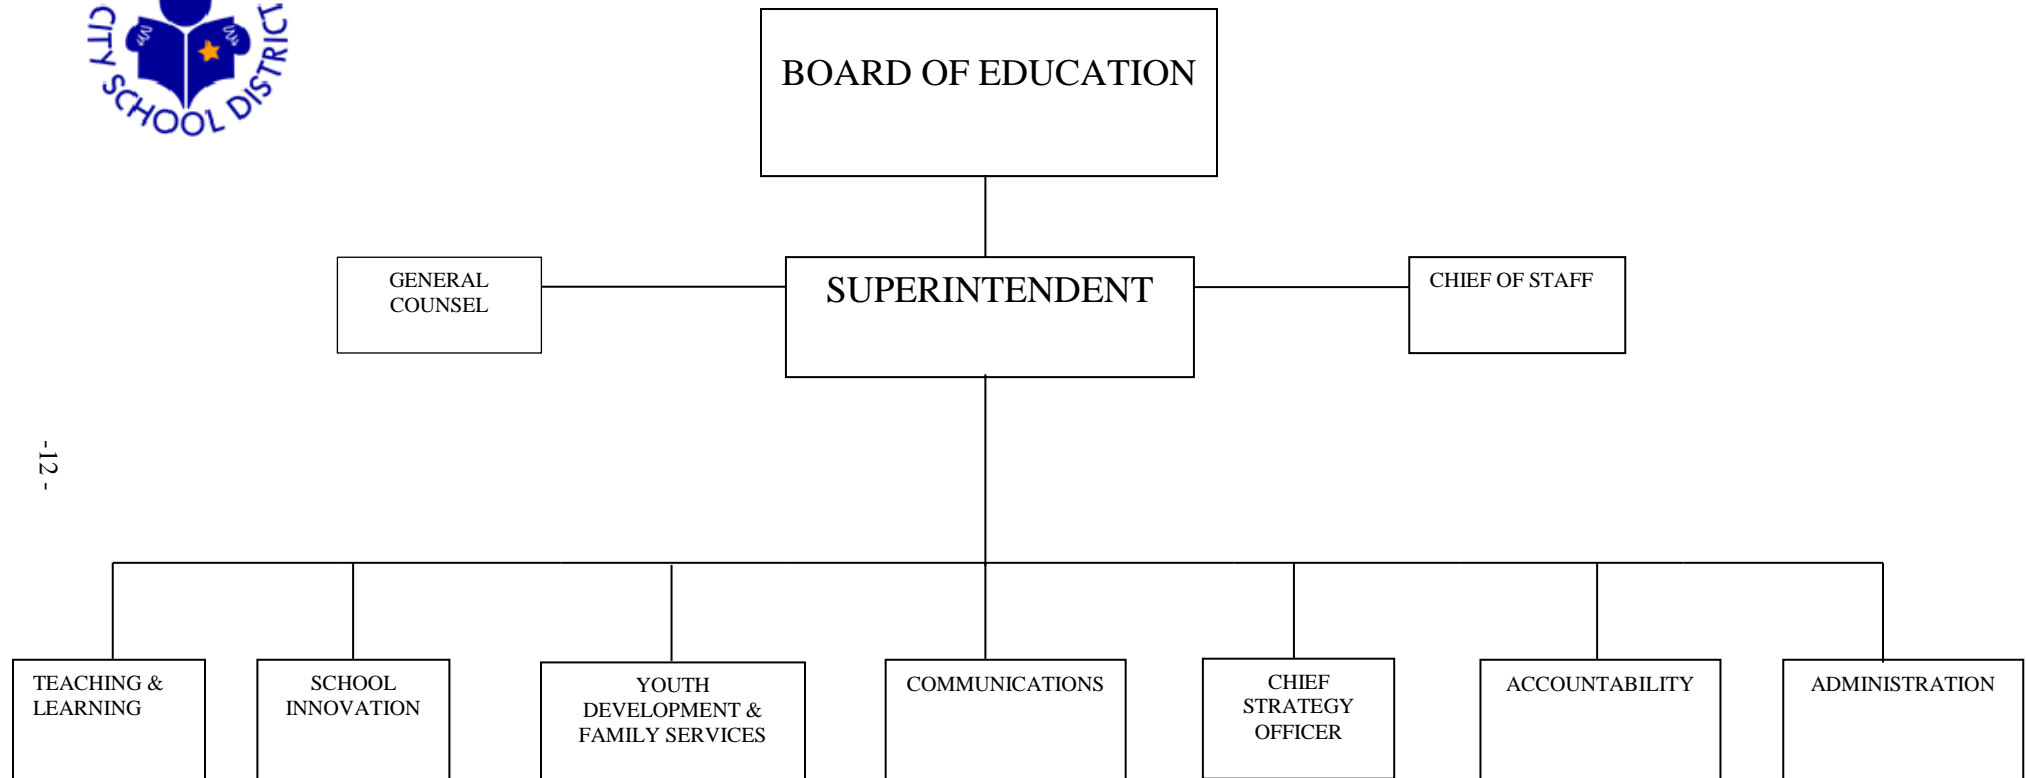 CITY SCHOOL DISTRICT
BOARD OF EDUCATION
GENERAL
COUNSEL
SUPERINTENDENT
CHIEF OF STAFF
-12 -
TEACHING &
LEARNING
SCHOOL
INNOVATION
YOUTH
DEVELOPMENT &
FAMILY SERVICES
COMMUNICATIONS
CHIEF
STRATEGY
OFFICER
ACCOUNTABILITY
ADMINISTRATION